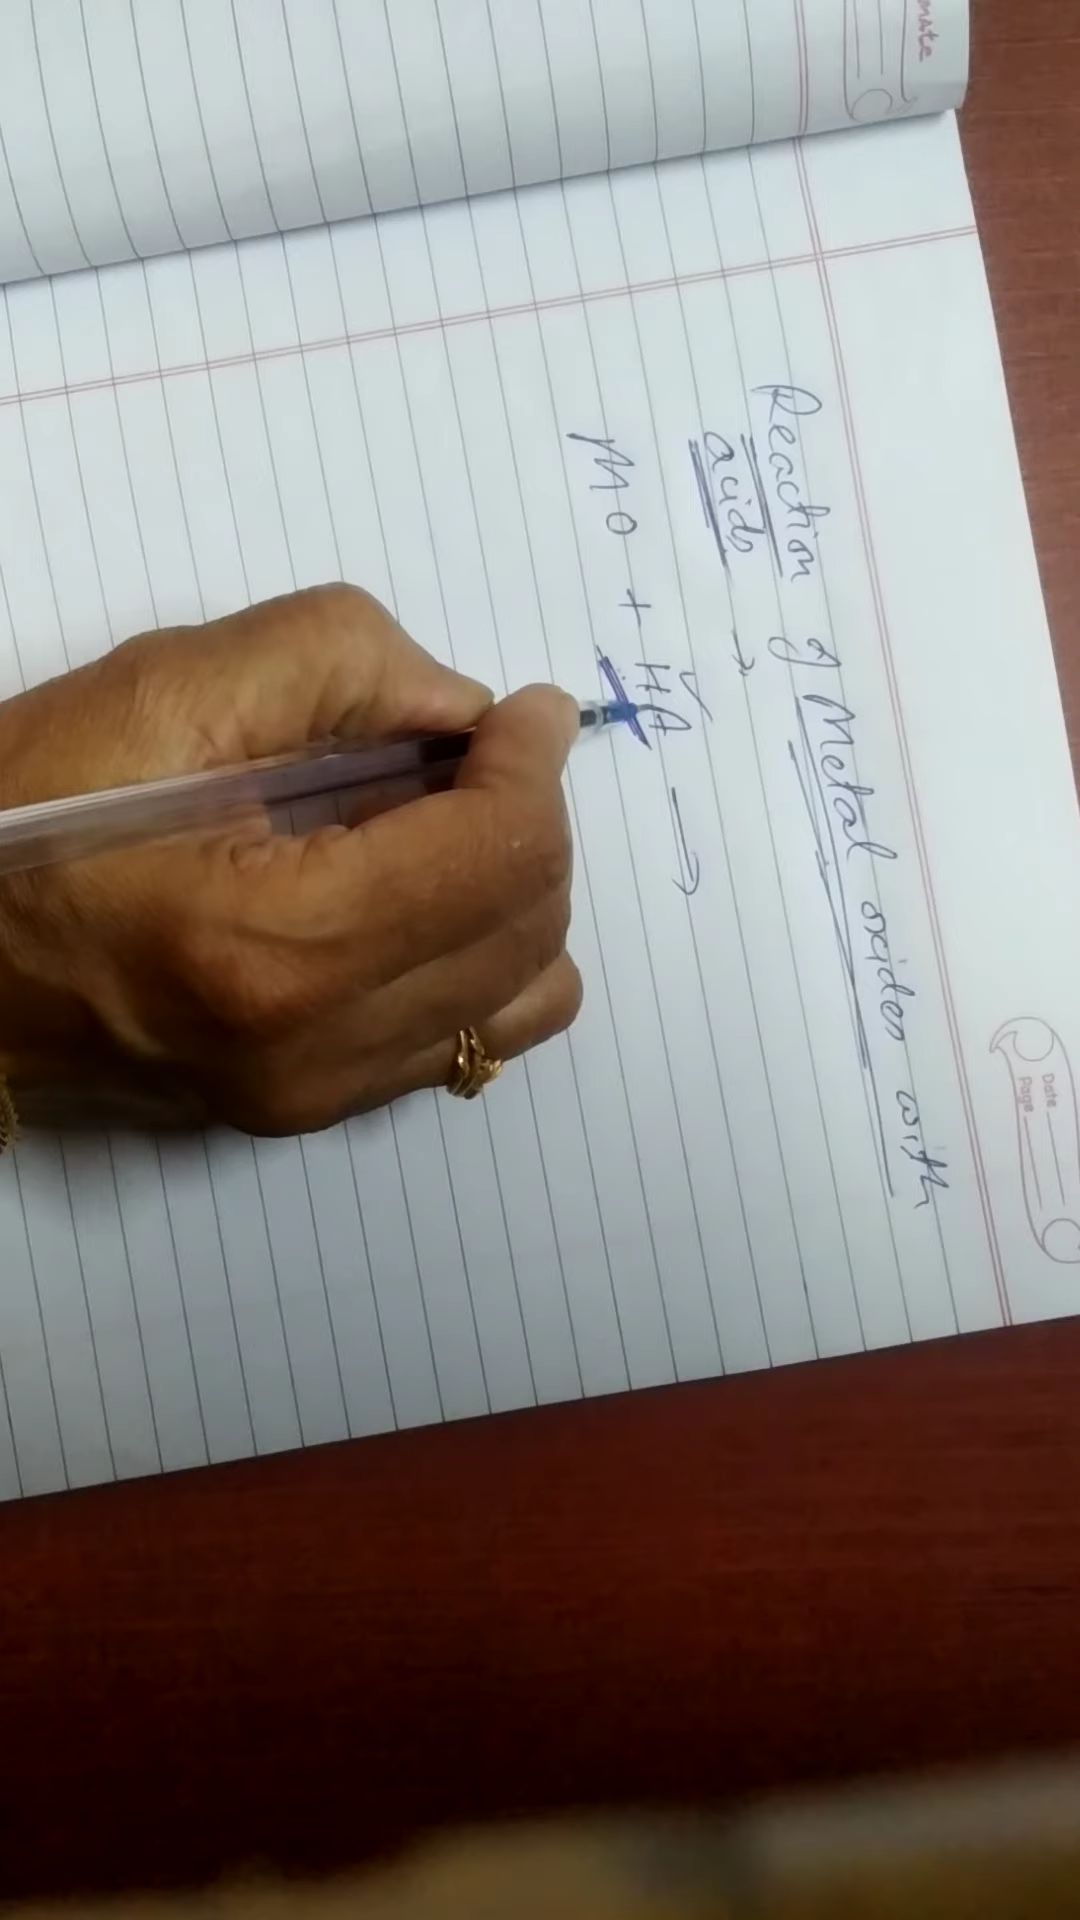 Reaction of Metal oxides with
acids →
MO + HA →
Date
Page